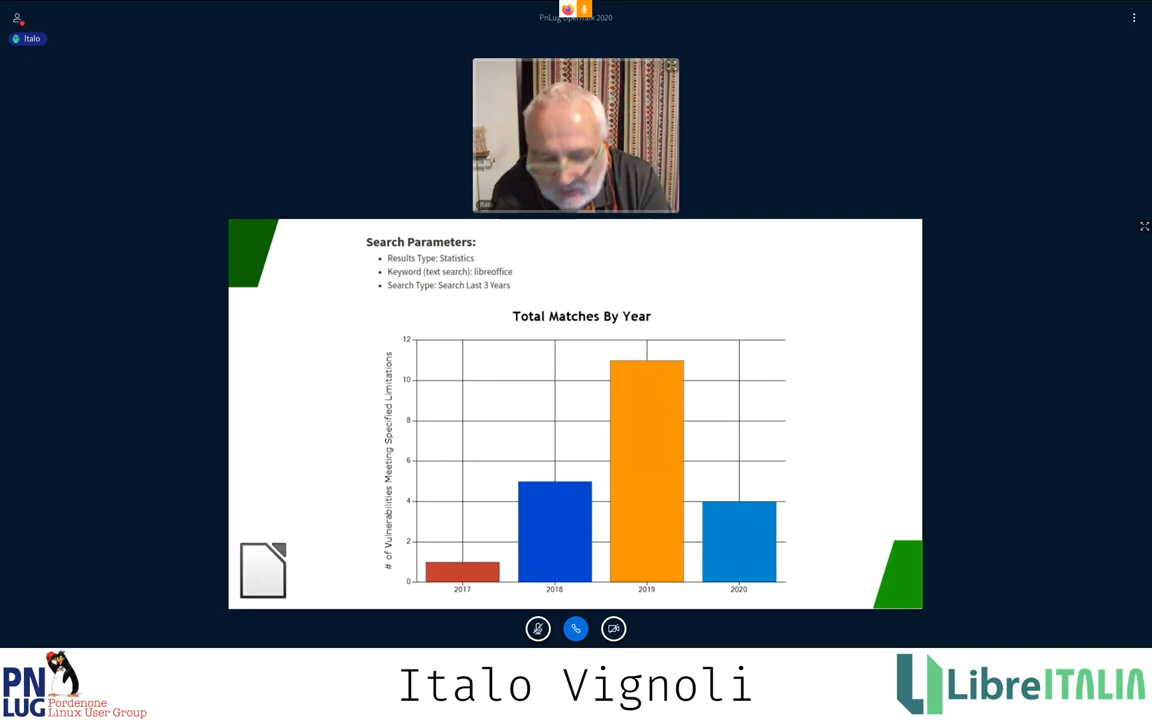 PnLug OpenTalk 2020
Italo
Italo
Search Parameters:
Results Type: Statistics
Keyword (text search): libreoffice
Search Type: Search Last 3 Years
Total Matches By Year
# of Vulnerabilities Meeting Specified Limitations
12
10
8
6
4
2
0
2017
2018
2019
2020
PN
LUG
Pordenone
Linux User Group
Italo Vignoli
LibreITALIA